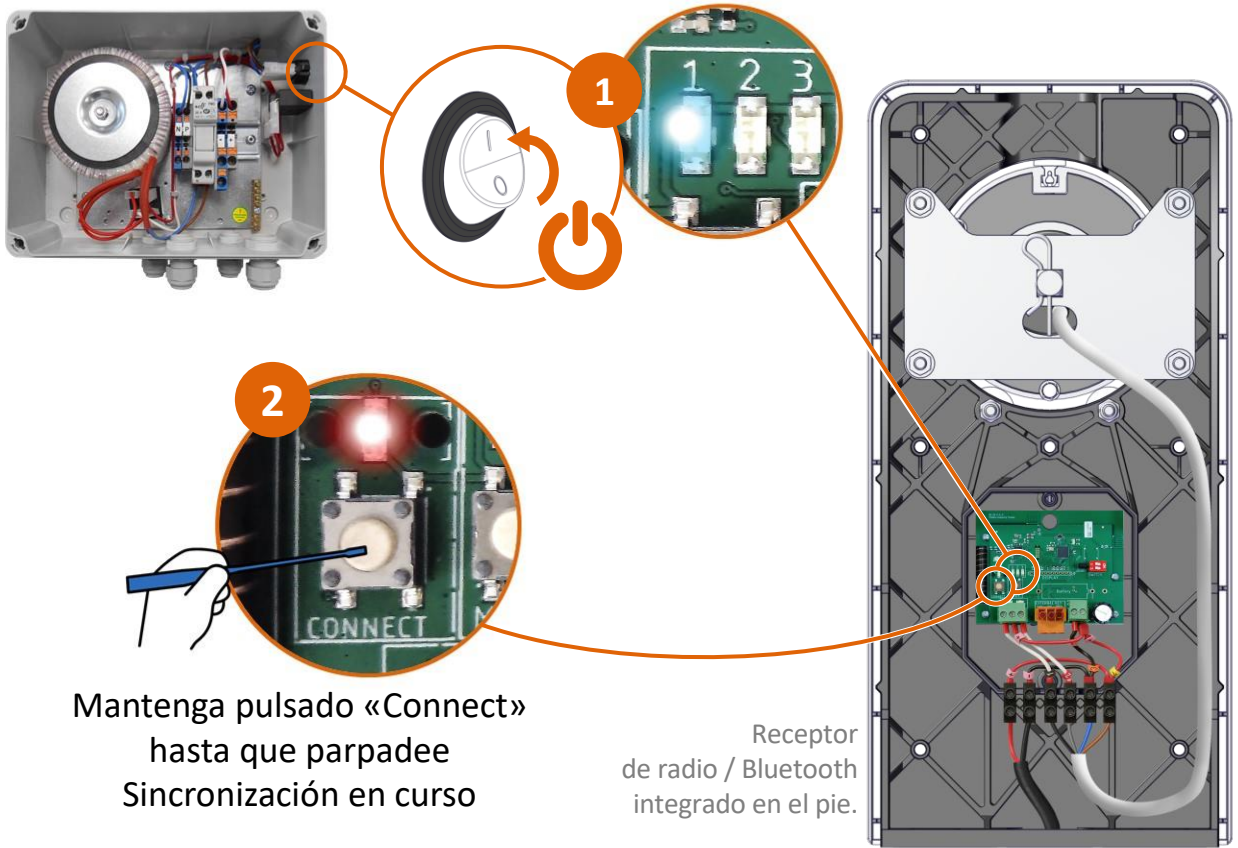 1
1 2 3
N P
2
CONNECT
Mantenga pulsado «Connect»
hasta que parpadee
Sincronización en curso
Receptor
de radio / Bluetooth
integrado en el pie.